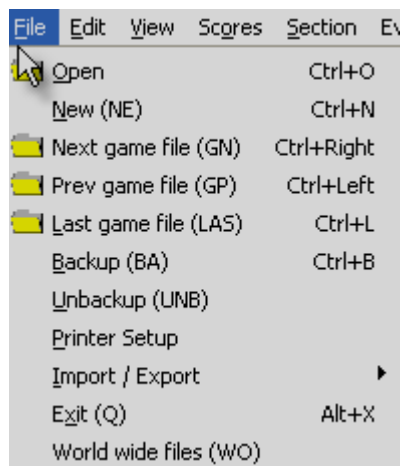 File Edit View Scores Section Ev
Open Ctrl+O
New (NE) Ctrl+N
Next game file (GN) Ctrl+Right
Prev game file (GP) Ctrl+Left
Last game file (LAS) Ctrl+L
Backup (BA) Ctrl+B
Unbackup (UNB)
Printer Setup
Import / Export
Exit (Q) Alt+X
World wide files (WO)